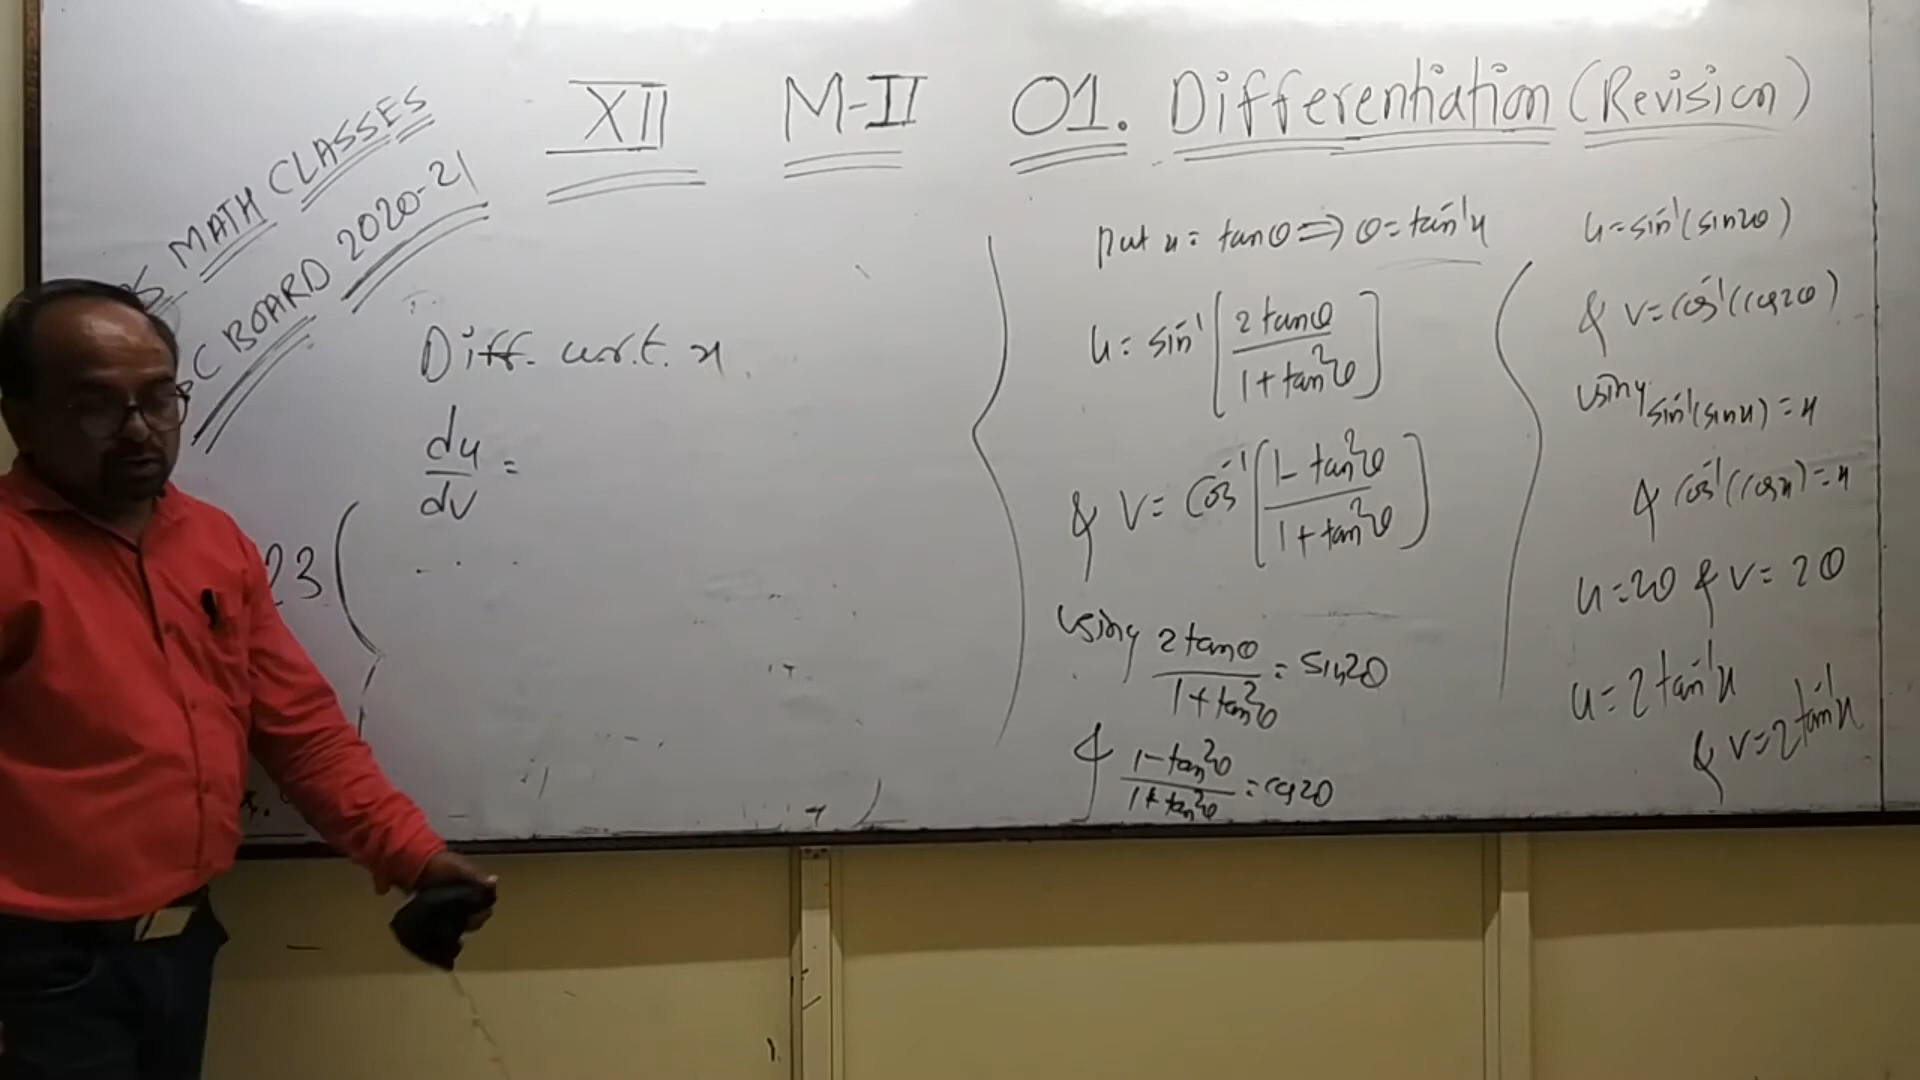 XII M-II 01. Differentiation (Revision)
MATH CLASSES
BOARD 2020-21
23
Diff. w.r.t. x
du/dv =
put x = tanθ ⇒ θ = tan⁻¹x
u = sin⁻¹[2tanθ/1+tan²θ]
& v = cos⁻¹[1-tan²θ/1+tan²θ]
using 2tanθ/1+tan²θ = sin2θ
& 1-tan²θ/1+tan²θ = cos2θ
u = sin⁻¹(sin2θ)
& v = cos⁻¹(cos2θ)
using sin⁻¹(sinx) = x
& cos⁻¹(cosx) = x
u = 2θ & v = 2θ
u = 2tan⁻¹x
& v = 2tan⁻¹x